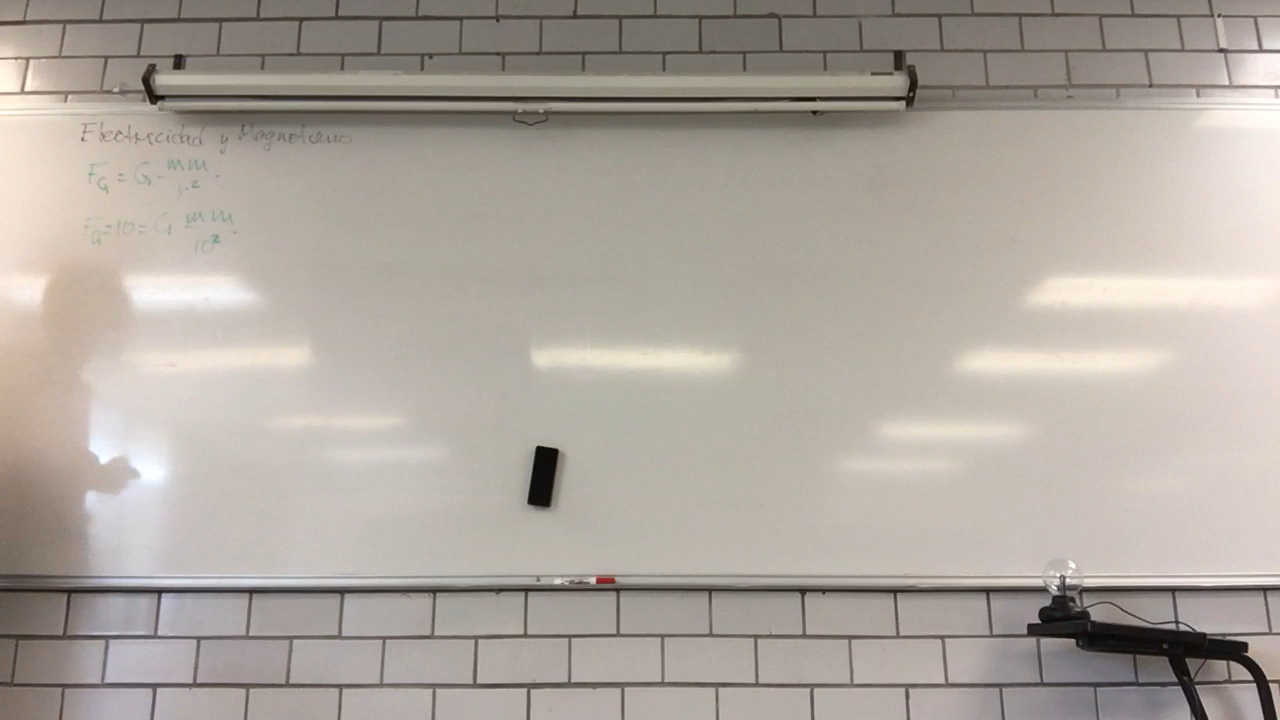 Electricidad y Magnetismo
F_G = G · mm / r² .
F_G = 10 = G mm / 10² .